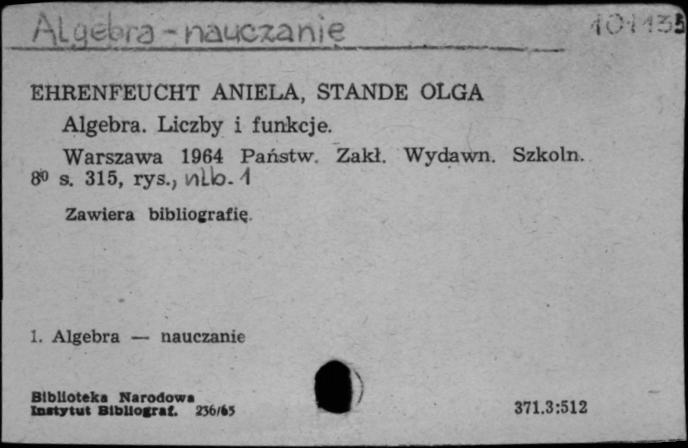 Algebra - nauczanie 101135
EHRENFEUCHT ANIELA, STANDE OLGA
Algebra. Liczby i funkcje.
Warszawa 1964 Państw. Zakł. Wydawn. Szkoln.
8⁰ s. 315, rys., nlb. 1
Zawiera bibliografię.
1. Algebra — nauczanie
Biblioteka Narodowa
Instytut Bibliograf. 236/65
371.3:512